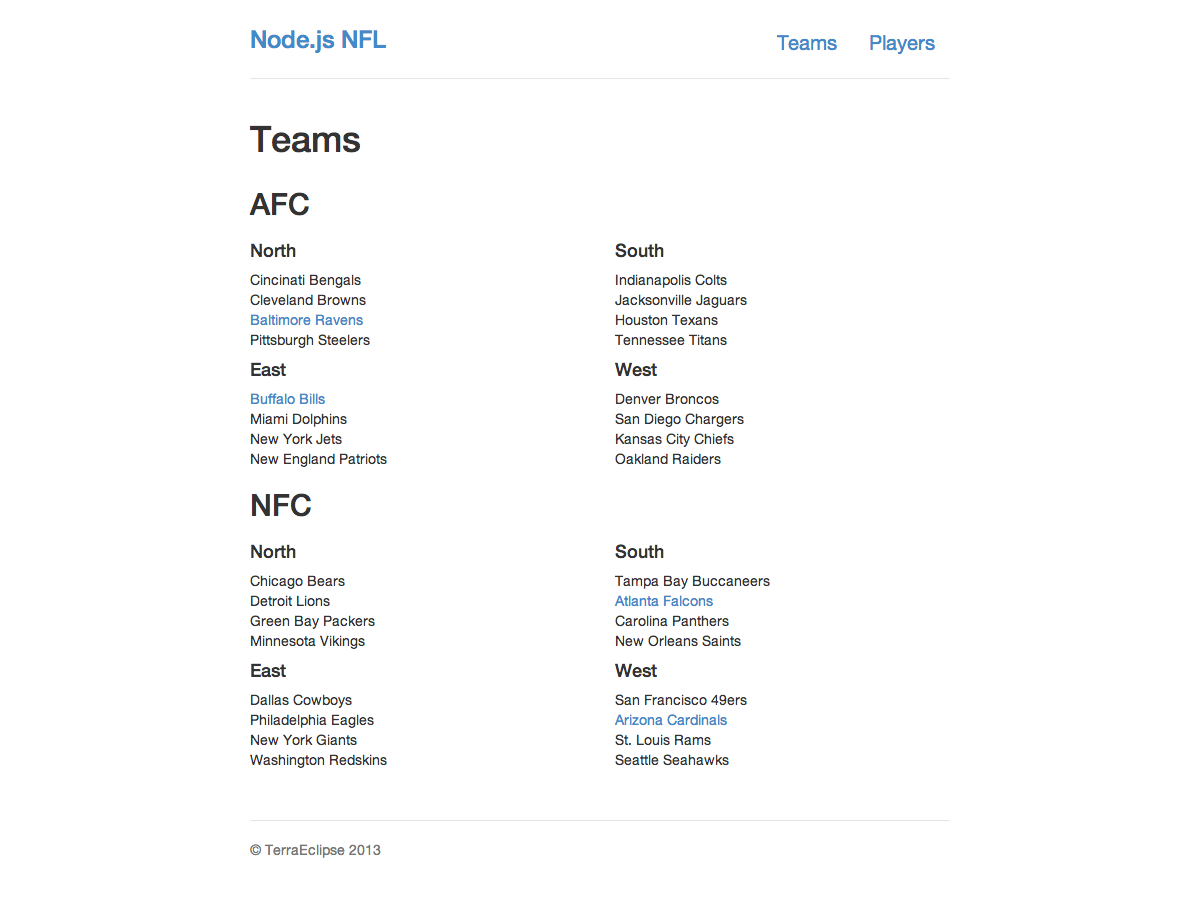 Node.js NFL
Teams Players
Teams
AFC
North
Cincinati Bengals
Cleveland Browns
Baltimore Ravens
Pittsburgh Steelers
South
Indianapolis Colts
Jacksonville Jaguars
Houston Texans
Tennessee Titans
East
Buffalo Bills
Miami Dolphins
New York Jets
New England Patriots
West
Denver Broncos
San Diego Chargers
Kansas City Chiefs
Oakland Raiders
NFC
North
Chicago Bears
Detroit Lions
Green Bay Packers
Minnesota Vikings
South
Tampa Bay Buccaneers
Atlanta Falcons
Carolina Panthers
New Orleans Saints
East
Dallas Cowboys
Philadelphia Eagles
New York Giants
Washington Redskins
West
San Francisco 49ers
Arizona Cardinals
St. Louis Rams
Seattle Seahawks
© TerraEclipse 2013